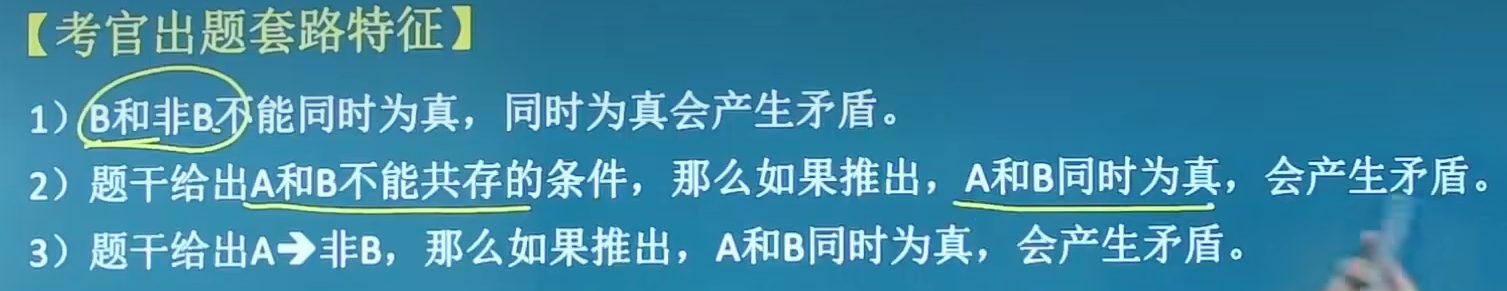 【考官出题套路特征】
1）B和非B不能同时为真，同时为真会产生矛盾。
2）题干给出A和B不能共存的条件，那么如果推出，A和B同时为真，会产生矛盾。
3）题干给出A➔非B，那么如果推出，A和B同时为真，会产生矛盾。